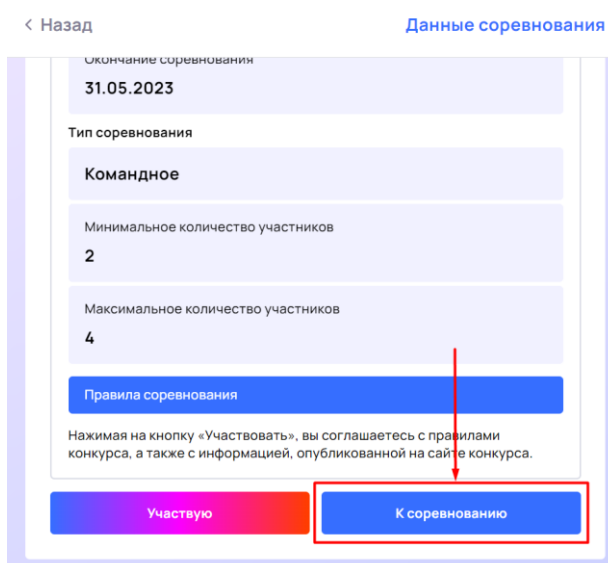 < Назад
Данные соревнования
Окончание соревнования
31.05.2023
Тип соревнования
Командное
Минимальное количество участников
2
Максимальное количество участников
4
Правила соревнования
Нажимая на кнопку «Участвовать», вы соглашаетесь с правилами
конкурса, а также с информацией, опубликованной на сайте конкурса.
Участвую
К соревнованию